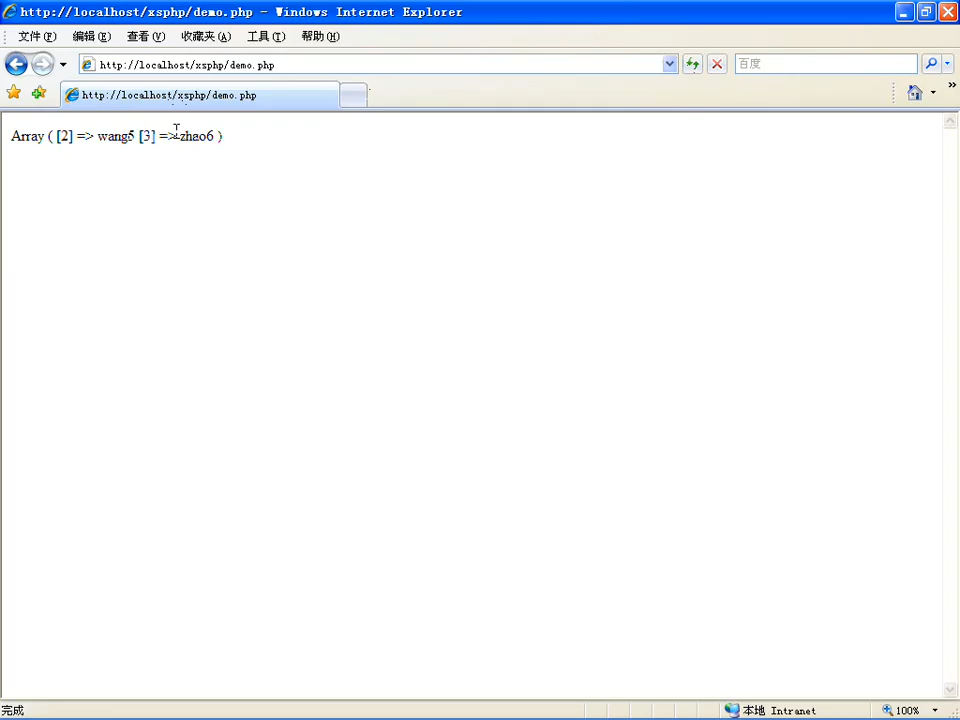 http://localhost/xsphp/demo.php - Windows Internet Explorer
文件(F) 编辑(E) 查看(V) 收藏夹(A) 工具(T) 帮助(H)
http://localhost/xsphp/demo.php 百度
http://localhost/xsphp/demo.php
Array ( [2] => wang5 [3] => zhao6 )
完成 本地 Intranet 100%